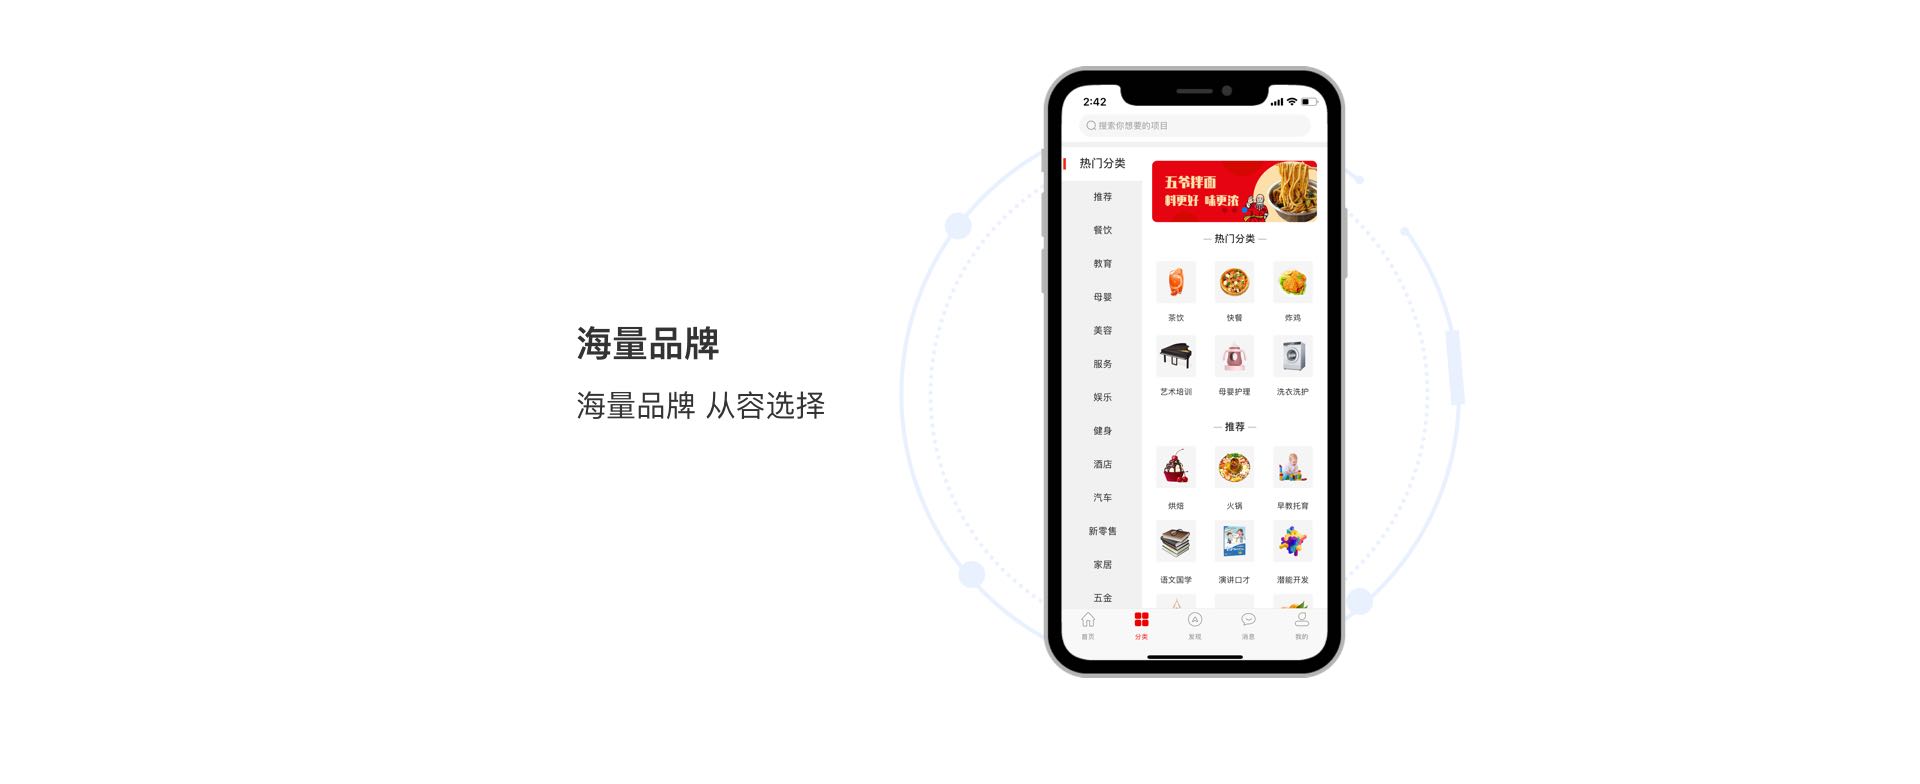 海量品牌
海量品牌 从容选择
2:42
搜索你想要的项目
热门分类
推荐
餐饮
教育
母婴
美容
服务
娱乐
健身
酒店
汽车
新零售
家居
五金
五爷拌面
料更好 味更浓
热门分类
茶饮 快餐 炸鸡
艺术培训 母婴护理 洗衣洗护
推荐
烘焙 火锅 早教托育
语文国学 演讲口才 潜能开发
首页 分类 发现 消息 我的